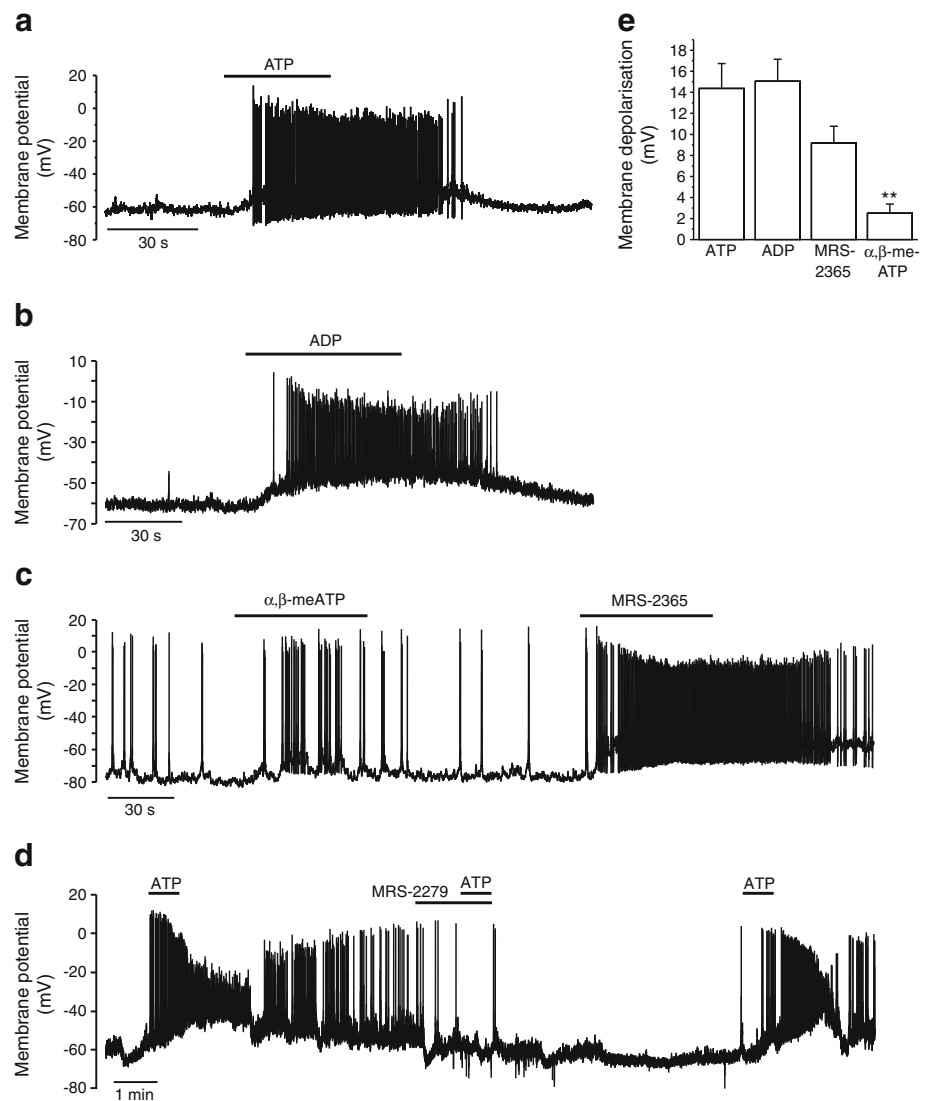 a
ATP
Membrane potential
(mV)
20
0
-20
-40
-60
-80
30 s
e
Membrane depolarisation
(mV)
18
16
14
12
10
8
6
4
2
0
**
ATP
ADP
MRS-
2365
α,β-me-
ATP
b
ADP
Membrane potential
(mV)
10
-10
-30
-50
-70
30 s
c
α,β-meATP
MRS-2365
Membrane potential
(mV)
20
0
-20
-40
-60
-80
30 s
d
ATP
MRS-2279
ATP
ATP
Membrane potential
(mV)
20
0
-20
-40
-60
-80
1 min